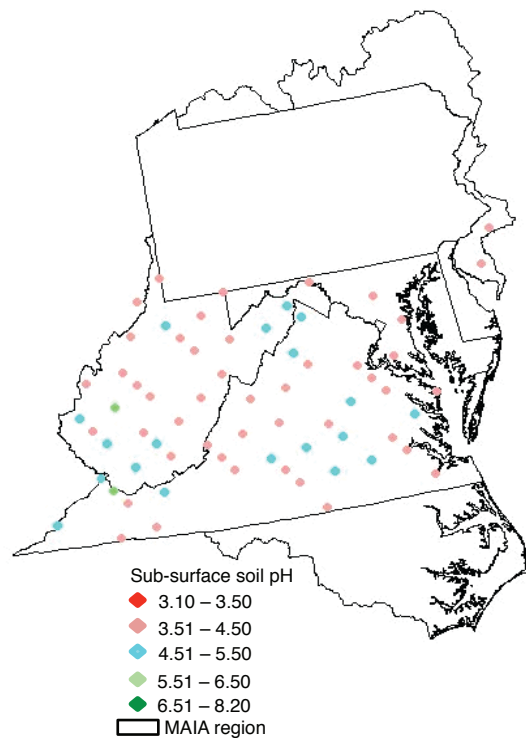 Sub-surface soil pH
3.10 – 3.50
3.51 – 4.50
4.51 – 5.50
5.51 – 6.50
6.51 – 8.20
MAIA region